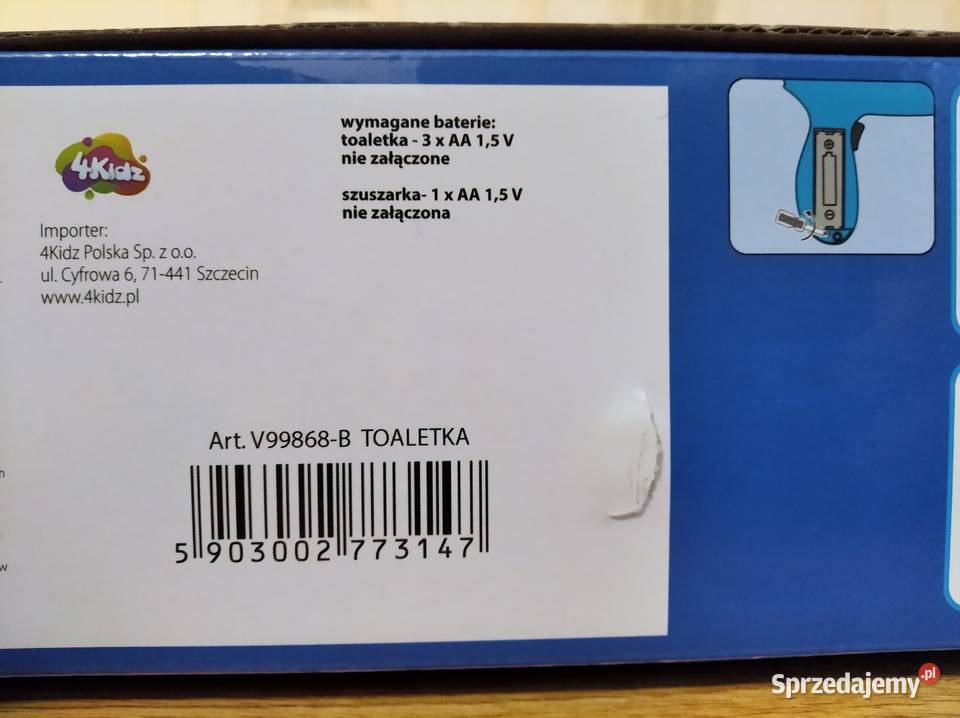 4Kidz
Importer:
4Kidz Polska Sp. z o.o.
ul. Cyfrowa 6, 71-441 Szczecin
www.4kidz.pl
wymagane baterie:
toaletka - 3 x AA 1,5 V
nie załączone
szuszarka- 1 x AA 1,5 V
nie załączona
Art. V99868-B TOALETKA
5 903002 773147
Sprzedajemy.pl